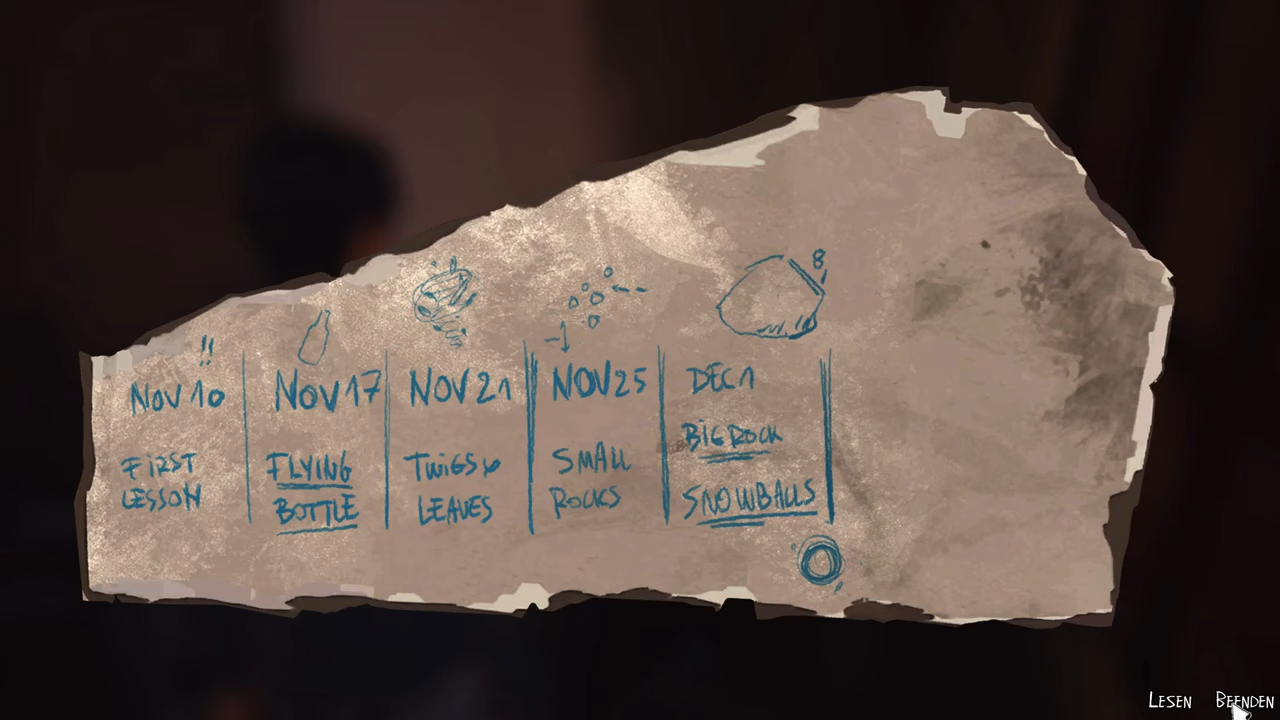 !!
8
NOV 10
NOV 17
NOV 21
NOV 25
DEC 1
FIRST
LESSON
FLYING
BOTTLE
TWIGS &
LEAVES
SMALL
ROCKS
BIG ROCK
SNOWBALLS
LESEN BEENDEN